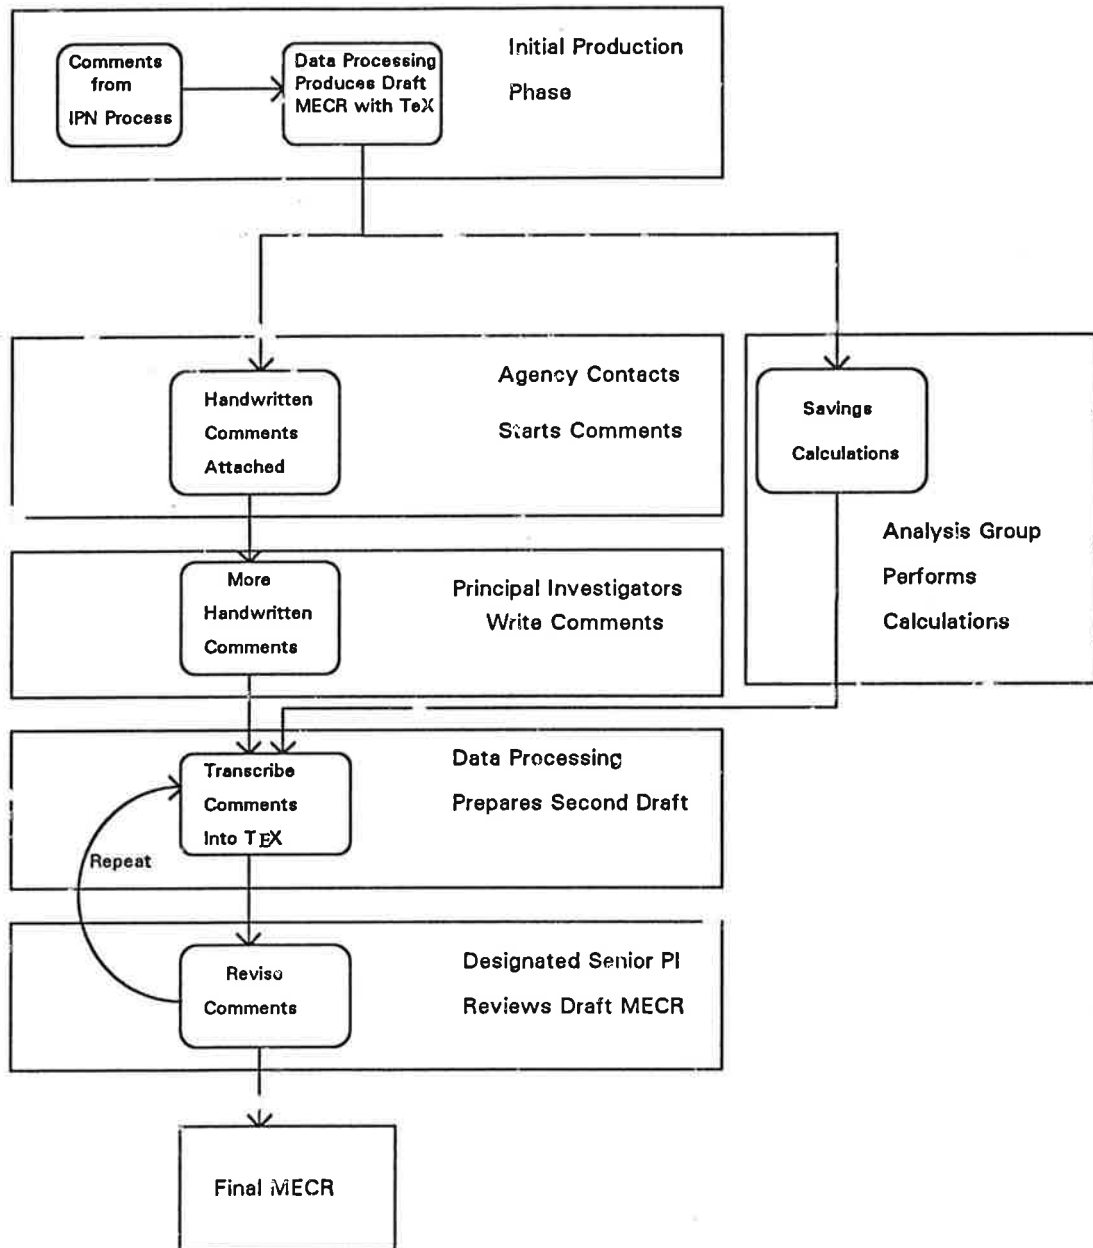 Comments
from
IPN Process
Data Processing
Produces Draft
MECR with TeX
Initial Production
Phase
Handwritten
Comments
Attached
Agency Contacts
Starts Comments
Savings
Calculations
Analysis Group
Performs
Calculations
More
Handwritten
Comments
Principal Investigators
Write Comments
Transcribe
Comments
Into TEX
Data Processing
Prepares Second Draft
Repeat
Revise
Comments
Designated Senior PI
Reviews Draft MECR
Final MECR